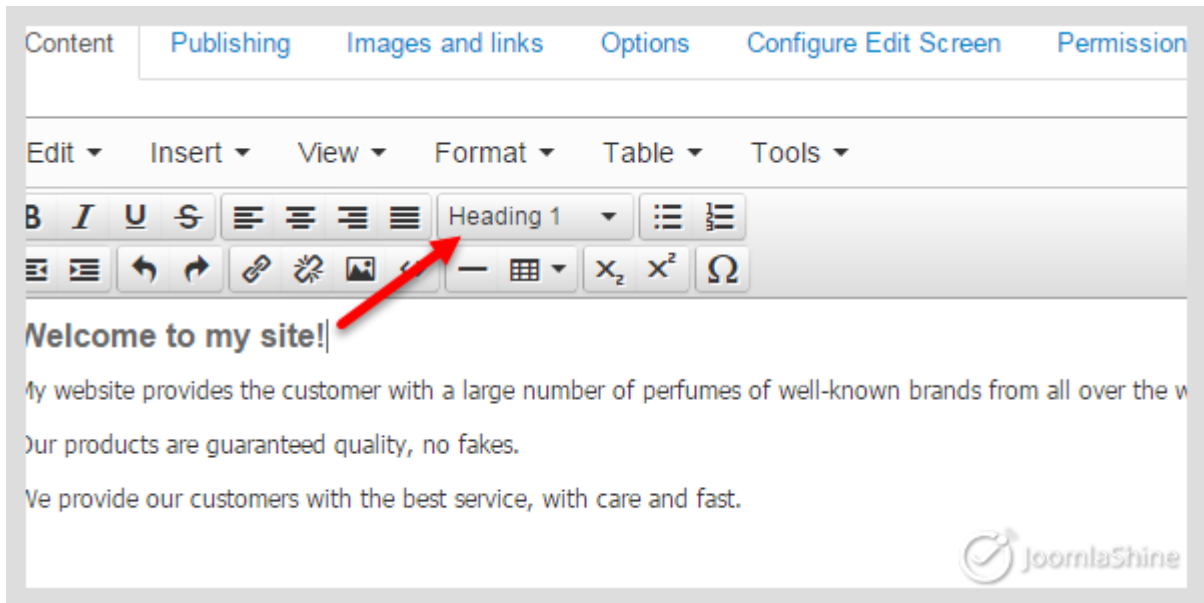 Content Publishing Images and links Options Configure Edit Screen Permission
Edit Insert View Format Table Tools
B I U S Heading 1
X₂ X² Ω
Welcome to my site!
My website provides the customer with a large number of perfumes of well-known brands from all over the w
Our products are guaranteed quality, no fakes.
We provide our customers with the best service, with care and fast.
JoomlaShine